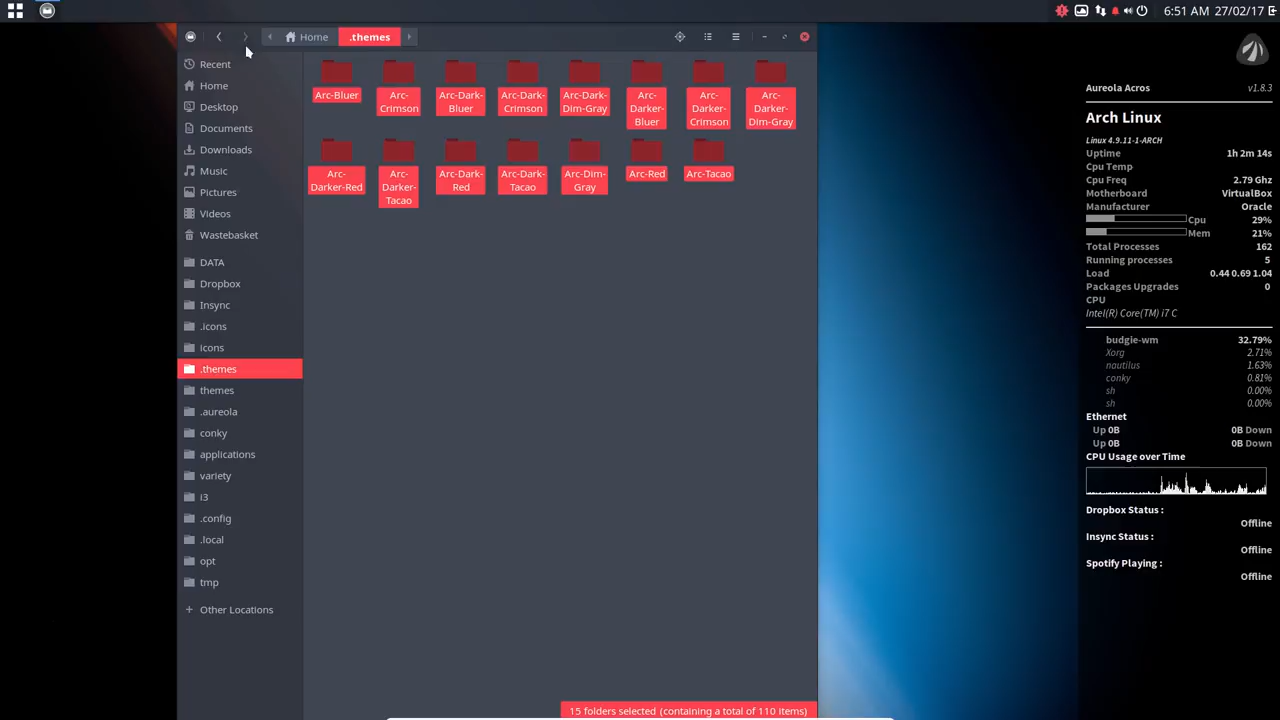 6:51 AM 27/02/17
Home
.themes
Recent
Home
Desktop
Documents
Downloads
Music
Pictures
Videos
Wastebasket
DATA
Dropbox
Insync
.icons
icons
.themes
themes
.aureola
conky
applications
variety
i3
.config
.local
opt
tmp
Other Locations
Arc-Bluer
Arc-
Crimson
Arc-Dark-
Bluer
Arc-Dark-
Crimson
Arc-Dark-
Dim-Gray
Arc-
Darker-
Bluer
Arc-
Darker-
Crimson
Arc-
Darker-
Dim-Gray
Arc-
Darker-Red
Arc-
Darker-
Tacao
Arc-Dark-
Red
Arc-Dark-
Tacao
Arc-Dim-
Gray
Arc-Red
Arc-Tacao
15 folders selected (containing a total of 110 items)
Aureola Acros v1.8.3
Arch Linux
Linux 4.9.11-1-ARCH
Uptime 1h 2m 14s
Cpu Temp
Cpu Freq 2.79 Ghz
Motherboard VirtualBox
Manufacturer Oracle
Cpu 29%
Mem 21%
Total Processes 162
Running processes 5
Load 0.44 0.69 1.04
Packages Upgrades 0
CPU
Intel(R) Core(TM) i7 C
budgie-wm 32.79%
Xorg 2.71%
nautilus 1.63%
conky 0.81%
sh 0.00%
sh 0.00%
Ethernet
Up 0B 0B Down
Up 0B 0B Down
CPU Usage over Time
Dropbox Status :
Offline
Insync Status :
Offline
Spotify Playing :
Offline